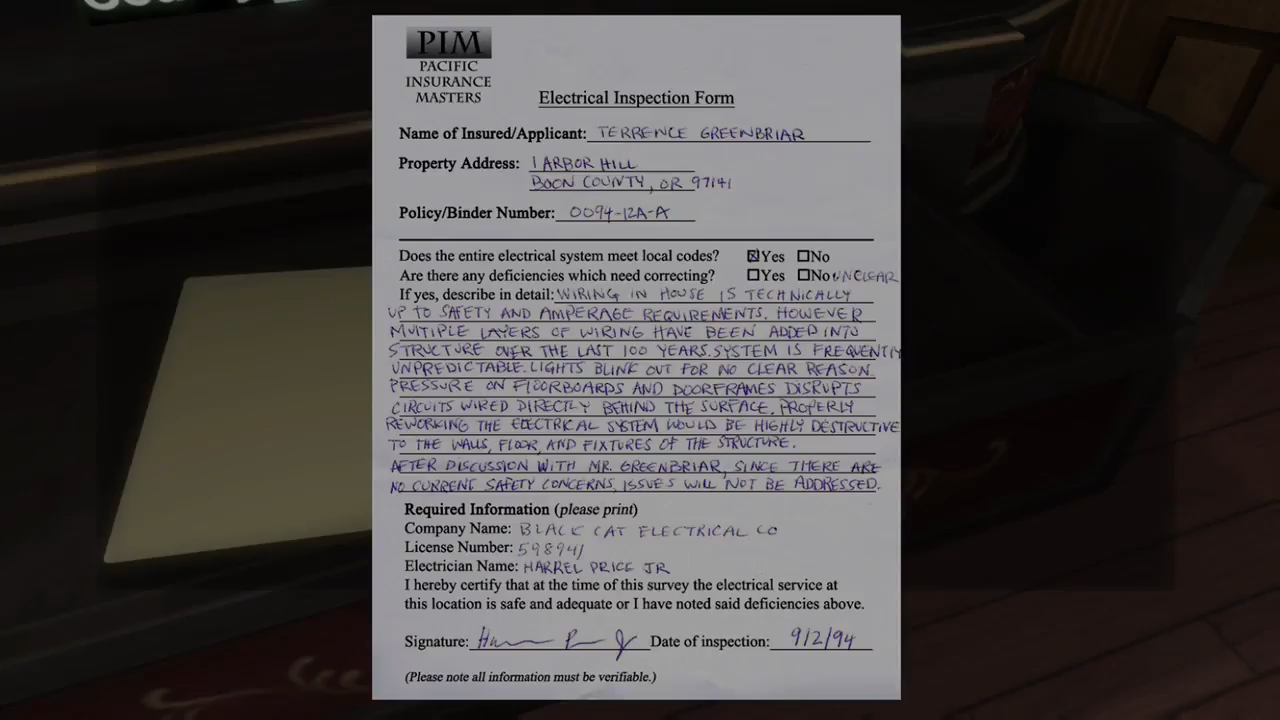 PIM
PACIFIC
INSURANCE
MASTERS
Electrical Inspection Form
Name of Insured/Applicant: TERRENCE GREENBRIAR
Property Address: 1 ARBOR HILL
BOON COUNTY, OR 97141
Policy/Binder Number: 0094-12A-A
Does the entire electrical system meet local codes? ☒Yes ☐No
Are there any deficiencies which need correcting? ☐Yes ☐No UNCLEAR
If yes, describe in detail: WIRING IN HOUSE IS TECHNICALLY
UP TO SAFETY AND AMPERAGE REQUIREMENTS. HOWEVER
MULTIPLE LAYERS OF WIRING HAVE BEEN ADDED INTO
STRUCTURE OVER THE LAST 100 YEARS. SYSTEM IS FREQUENTLY
UNPREDICTABLE. LIGHTS BLINK OUT FOR NO CLEAR REASON.
PRESSURE ON FLOORBOARDS AND DOORFRAMES DISRUPTS
CIRCUITS WIRED DIRECTLY BEHIND THE SURFACE. PROPERLY
REWORKING THE ELECTRICAL SYSTEM WOULD BE HIGHLY DESTRUCTIVE
TO THE WALLS, FLOOR, AND FIXTURES OF THE STRUCTURE.
AFTER DISCUSSION WITH MR. GREENBRIAR, SINCE THERE ARE
NO CURRENT SAFETY CONCERNS, ISSUES WILL NOT BE ADDRESSED.
Required Information (please print)
Company Name: BLACK CAT ELECTRICAL CO
License Number: 598941
Electrician Name: HARREL PRICE JR
I hereby certify that at the time of this survey the electrical service at
this location is safe and adequate or I have noted said deficiencies above.
Signature: Date of inspection: 9/2/94
(Please note all information must be verifiable.)